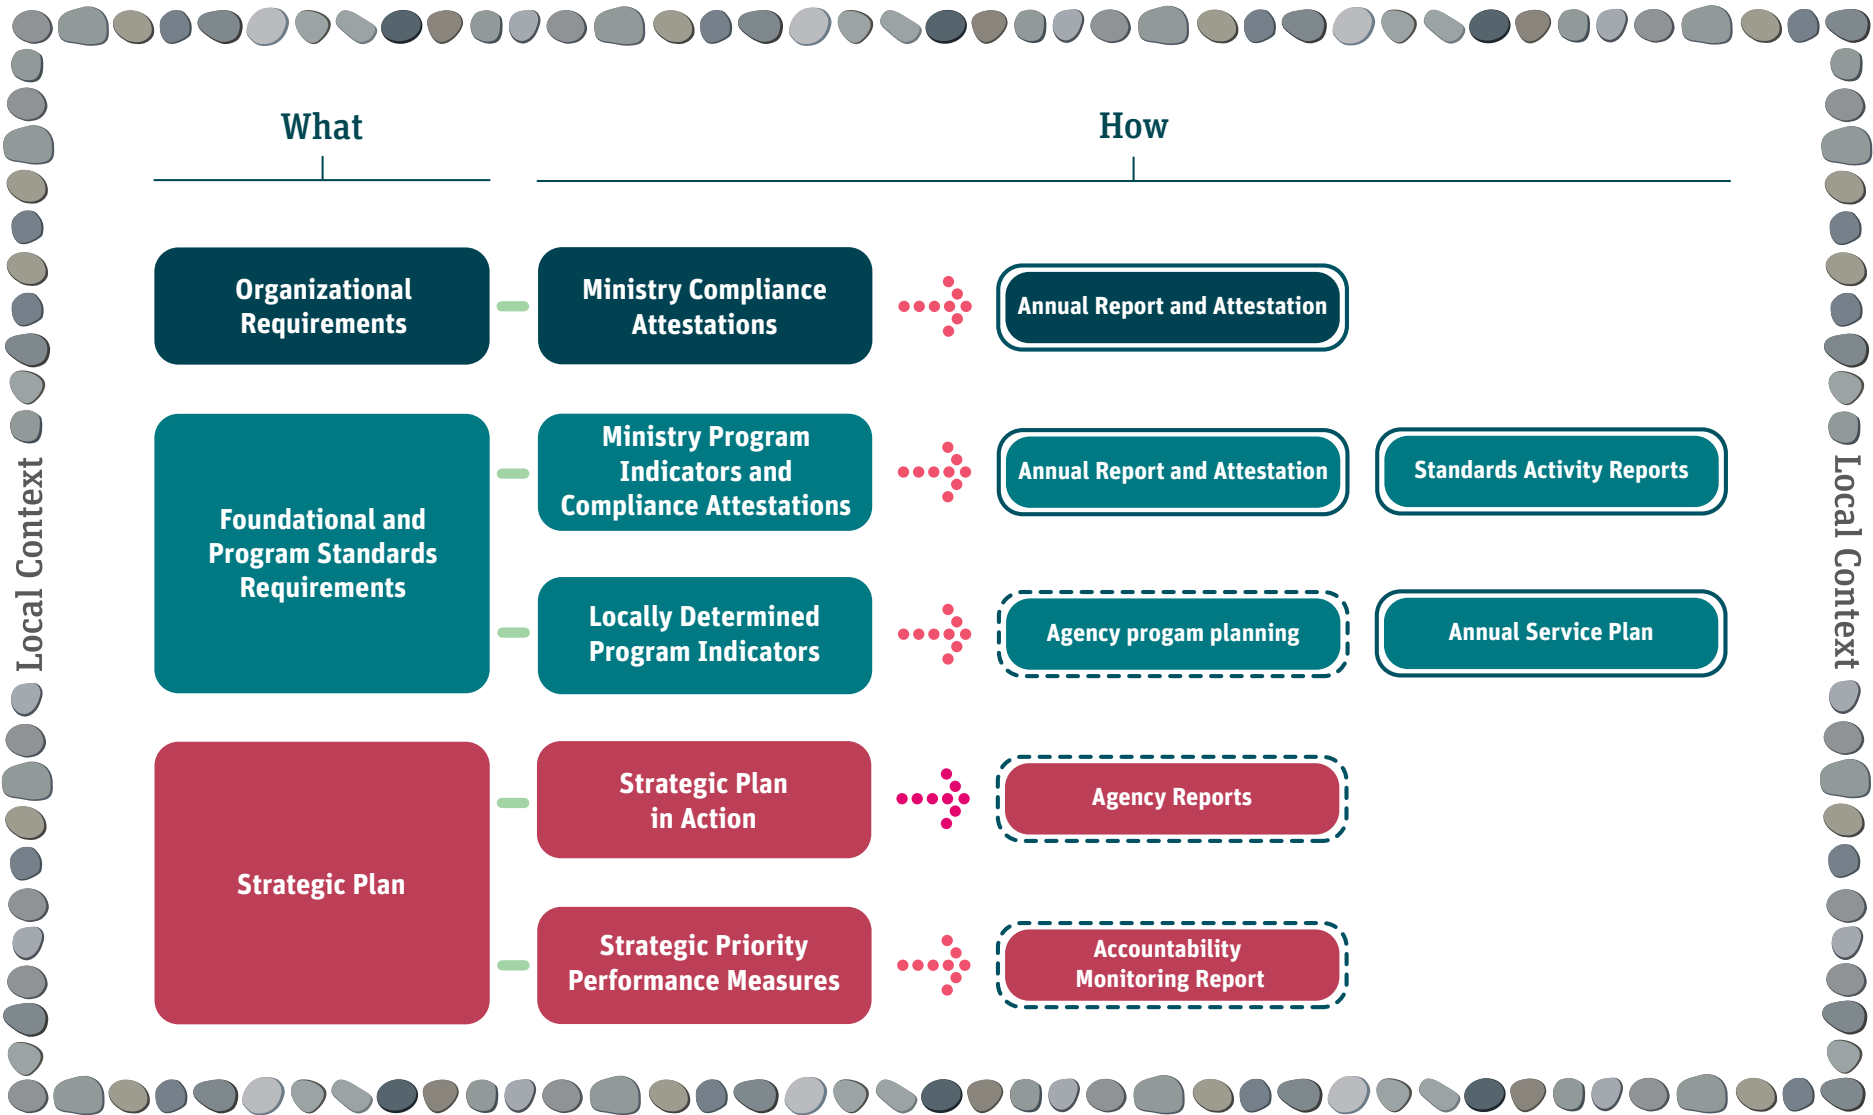 What
How
Organizational
Requirements
Ministry Compliance
Attestations
Annual Report and Attestation
Foundational and
Program Standards
Requirements
Ministry Program
Indicators and
Compliance Attestations
Annual Report and Attestation
Standards Activity Reports
Locally Determined
Program Indicators
Agency progam planning
Annual Service Plan
Strategic Plan
Strategic Plan
in Action
Agency Reports
Strategic Priority
Performance Measures
Accountability
Monitoring Report
Local Context
Local Context